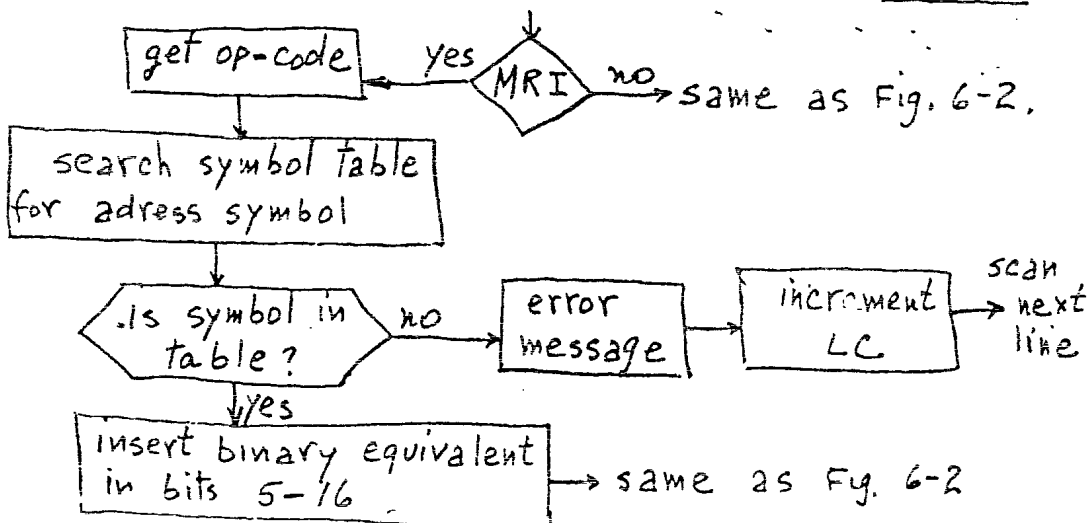 get op-code
yes
MRI
no
same as Fig. 6-2.
search symbol table
for adress symbol
Is symbol in
table?
no
error
message
increment
LC
scan
next
line
yes
insert binary equivalent
in bits 5-16
same as Fig. 6-2